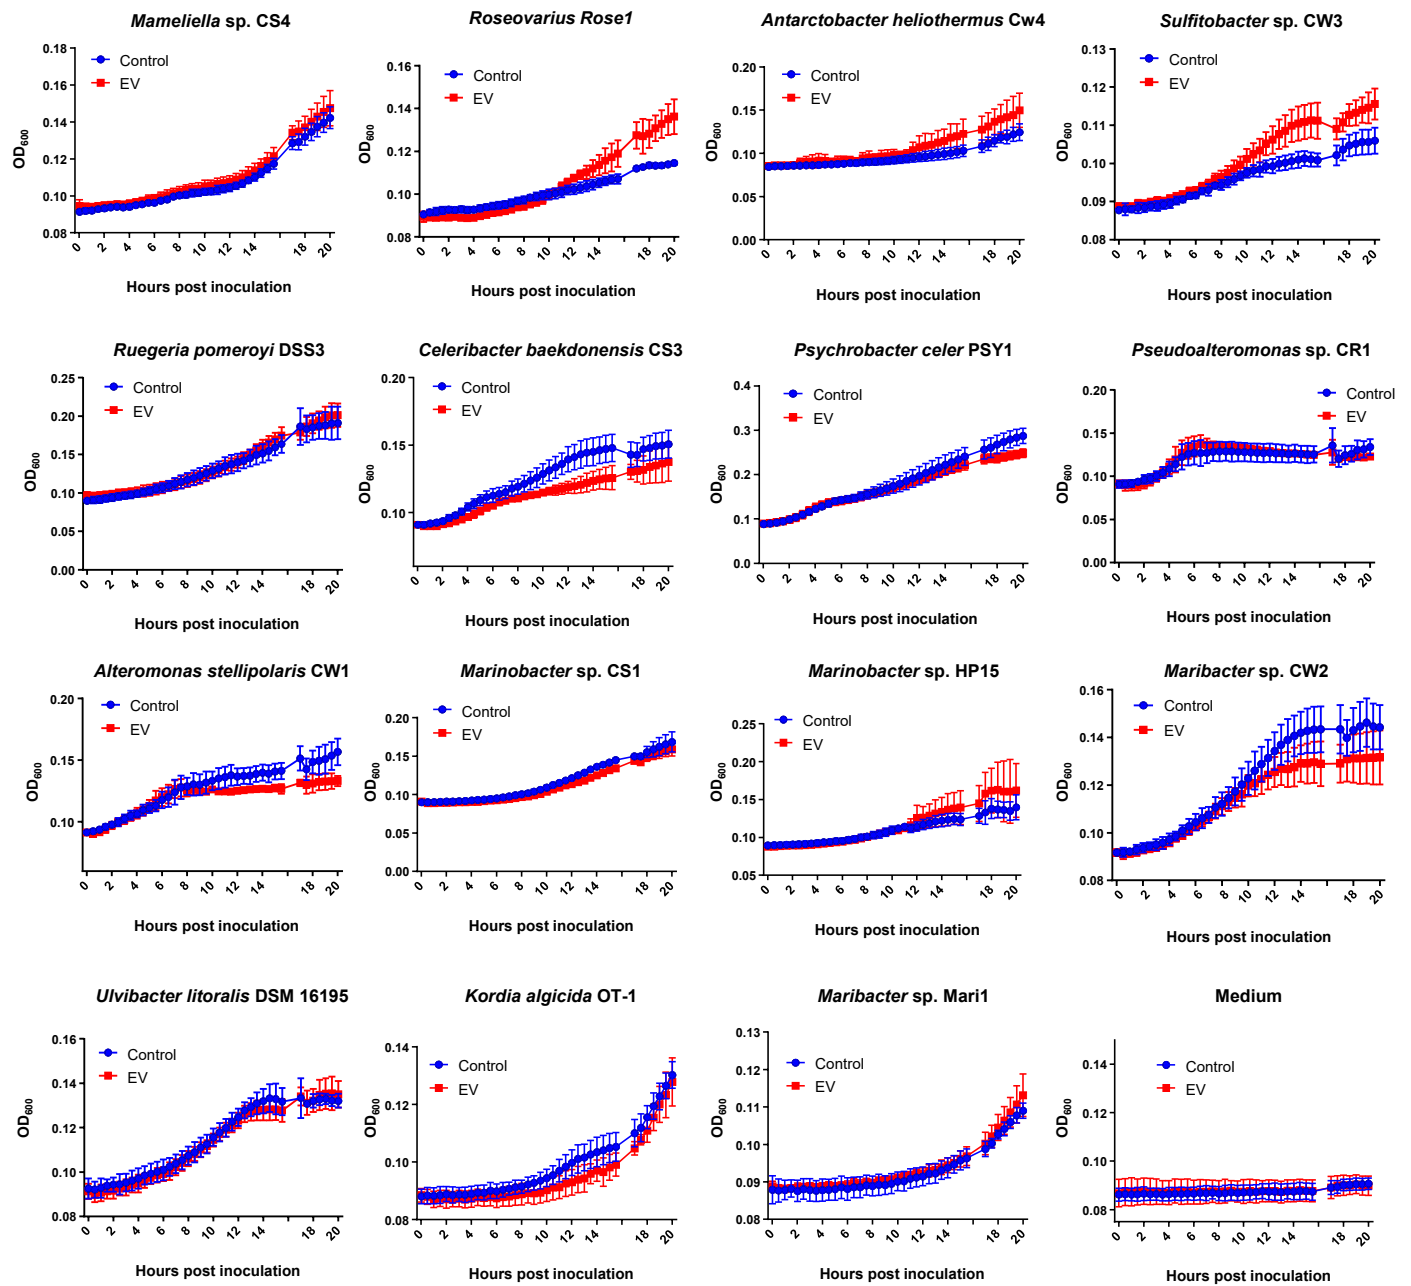 Mameliella sp. CS4
OD600
0.18
0.16
0.14
0.12
0.10
0.08
Control
EV
0 2 4 6 8 10 12 14 18 20
Hours post inoculation
Roseovarius Rose1
OD600
0.16
0.14
0.12
0.10
0.08
Control
EV
0 2 4 6 8 10 12 14 18 20
Hours post inoculation
Antarctobacter heliothermus Cw4
OD600
0.20
0.15
0.10
0.05
0.00
Control
EV
0 2 4 6 8 10 12 14 18 20
Hours post inoculation
Sulfitobacter sp. CW3
OD600
0.13
0.12
0.11
0.10
0.09
0.08
Control
EV
0 2 4 6 8 10 12 14 18 20
Hours post inoculation
Ruegeria pomeroyi DSS3
OD600
0.25
0.20
0.15
0.10
0.05
0.00
Control
EV
0 2 4 6 8 10 12 14 18 20
Hours post inoculation
Celeribacter baekdonensis CS3
OD600
0.20
0.15
0.10
Control
EV
0 2 4 6 8 10 12 14 18 20
Hours post inoculation
Psychrobacter celer PSY1
OD600
0.4
0.3
0.2
0.1
0.0
Control
EV
0 2 4 6 8 10 12 14 18 20
Hours post inoculation
Pseudoalteromonas sp. CR1
OD600
0.20
0.15
0.10
0.05
0.00
Control
EV
0 2 4 6 8 10 12 14 18 20
Hours post inoculation
Alteromonas stellipolaris CW1
OD600
0.20
0.15
0.10
Control
EV
0 2 4 6 8 10 12 14 18 20
Hours post inoculation
Marinobacter sp. CS1
OD600
0.20
0.15
0.10
0.05
0.00
Control
EV
0 2 4 6 8 10 12 14 18 20
Hours post inoculation
Marinobacter sp. HP15
OD600
0.25
0.20
0.15
0.10
0.05
Control
EV
0 2 4 6 8 10 12 14 18 20
Hours post inoculation
Maribacter sp. CW2
OD600
0.16
0.14
0.12
0.10
0.08
Control
EV
0 2 4 6 8 10 12 14 18 20
Hours post inoculation
Ulvibacter litoralis DSM 16195
OD600
0.16
0.14
0.12
0.10
0.08
Control
EV
0 2 4 6 8 10 12 14 18 20
Hours post inoculation
Kordia algicida OT-1
OD600
0.14
0.12
0.10
0.08
Control
EV
0 2 4 6 8 10 12 14 18 20
Hours post inoculation
Maribacter sp. Mari1
OD600
0.13
0.12
0.11
0.10
0.09
0.08
Control
EV
0 2 4 6 8 10 12 14 18 20
Hours post inoculation
Medium
OD600
0.14
0.12
0.10
0.08
Control
EV
0 2 4 6 8 10 12 14 18 20
Hours post inoculation